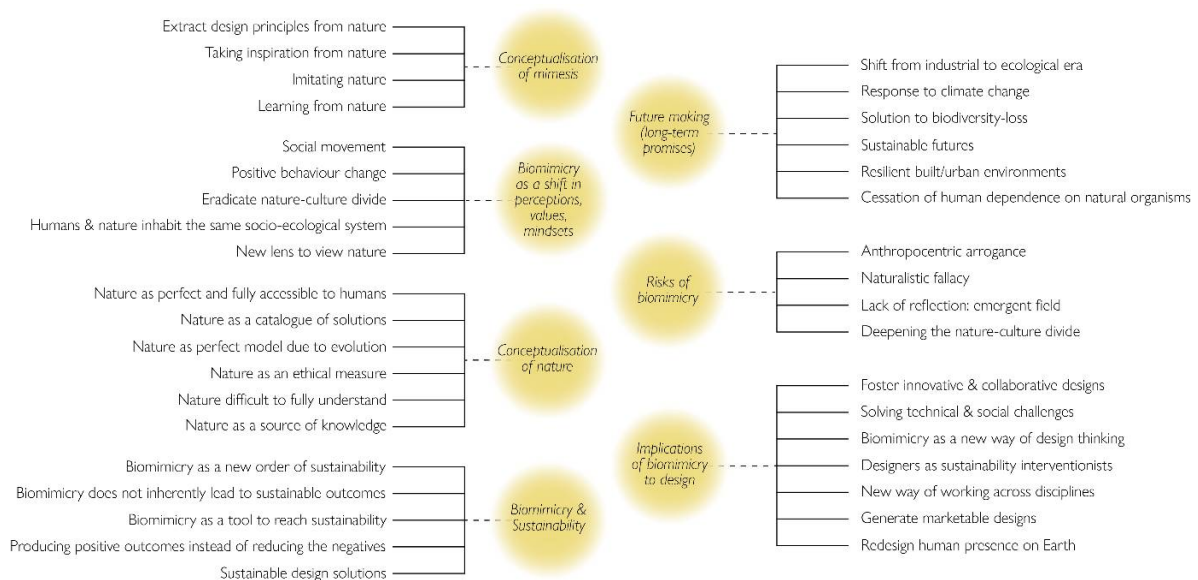 Extract design principles from nature
Taking inspiration from nature
Imitating nature
Learning from nature
Conceptualisation
of mimesis
Social movement
Positive behaviour change
Eradicate nature-culture divide
Humans & nature inhabit the same socio-ecological system
New lens to view nature
Biomimicry
as a shift in
perceptions,
values,
mindsets
Nature as perfect and fully accessible to humans
Nature as a catalogue of solutions
Nature as perfect model due to evolution
Nature as an ethical measure
Nature difficult to fully understand
Nature as a source of knowledge
Conceptualisation
of nature
Biomimicry as a new order of sustainability
Biomimicry does not inherently lead to sustainable outcomes
Biomimicry as a tool to reach sustainability
Producing positive outcomes instead of reducing the negatives
Sustainable design solutions
Biomimicry &
Sustainability
Future making
(long-term
promises)
Shift from industrial to ecological era
Response to climate change
Solution to biodiversity-loss
Sustainable futures
Resilient built/urban environments
Cessation of human dependence on natural organisms
Risks of
biomimicry
Anthropocentric arrogance
Naturalistic fallacy
Lack of reflection: emergent field
Deepening the nature-culture divide
Implications
of biomimicry
to design
Foster innovative & collaborative designs
Solving technical & social challenges
Biomimicry as a new way of design thinking
Designers as sustainability interventionists
New way of working across disciplines
Generate marketable designs
Redesign human presence on Earth